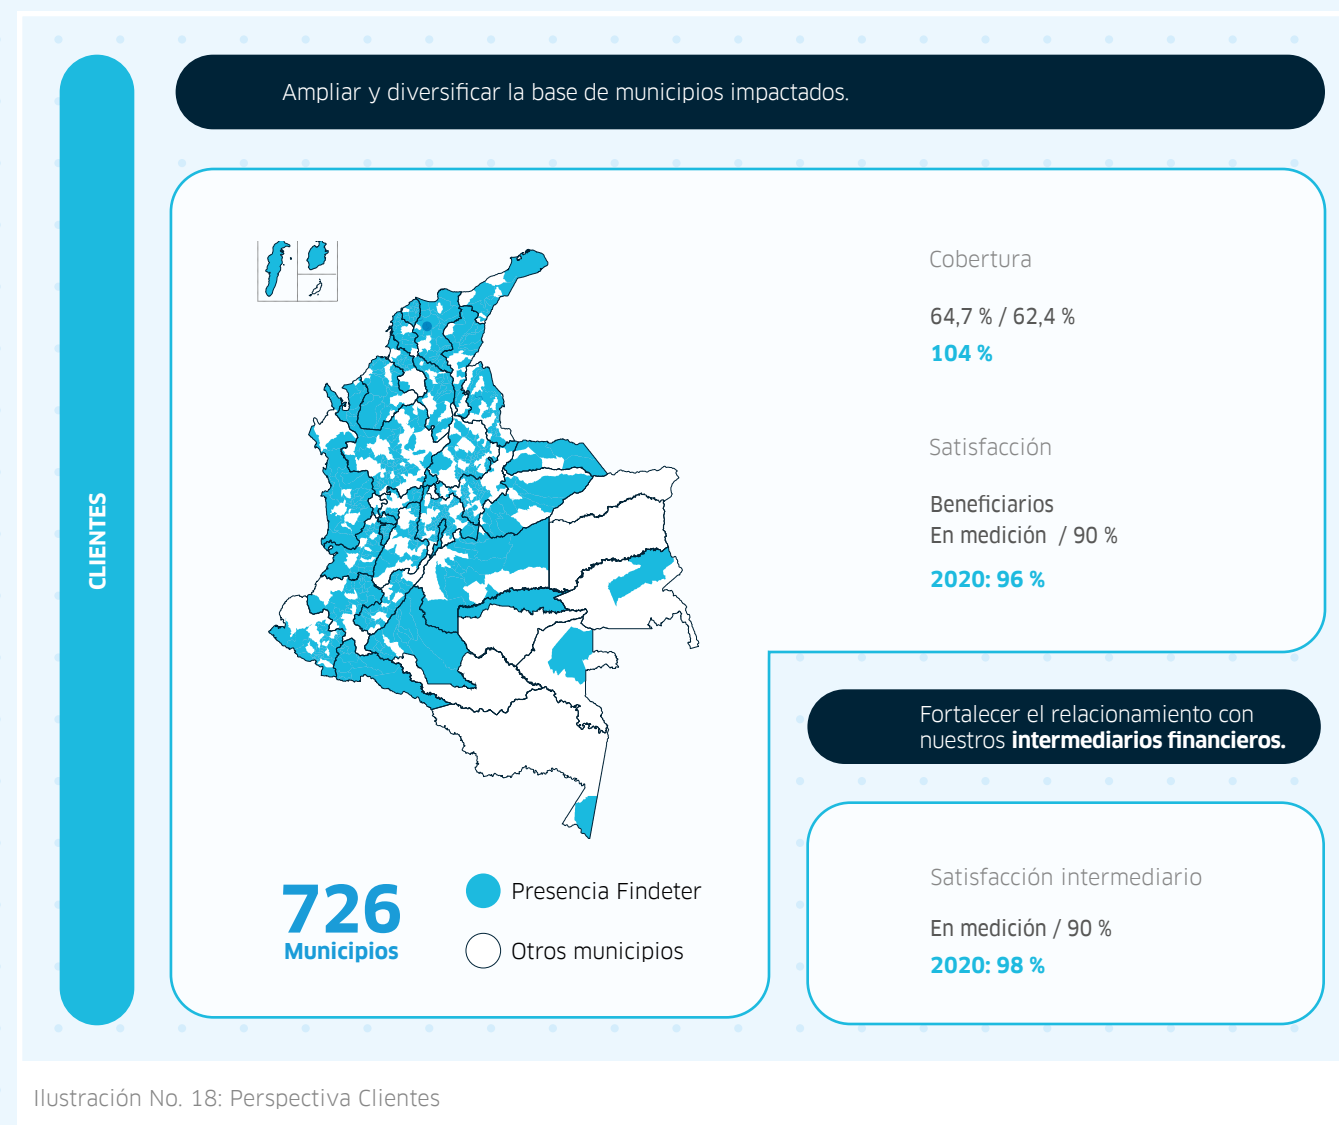 CLIENTES
Ampliar y diversificar la base de municipios impactados.
Cobertura
64,7 % / 62,4 %
104 %
Satisfacción
Beneficiarios
En medición / 90 %
2020: 96 %
726
Municipios
Presencia Findeter
Otros municipios
Fortalecer el relacionamiento con
nuestros intermediarios financieros.
Satisfacción intermediario
En medición / 90 %
2020: 98 %
Ilustración No. 18: Perspectiva Clientes